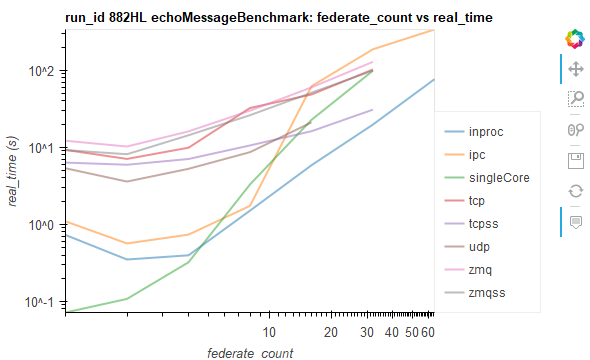 run_id 882HL echoMessageBenchmark: federate_count vs real_time
real_time (s)
10^2
10^1
10^0
10^-1
10 20 30 40 50 60
federate_count
inproc
ipc
singleCore
tcp
tcpss
udp
zmq
zmqss